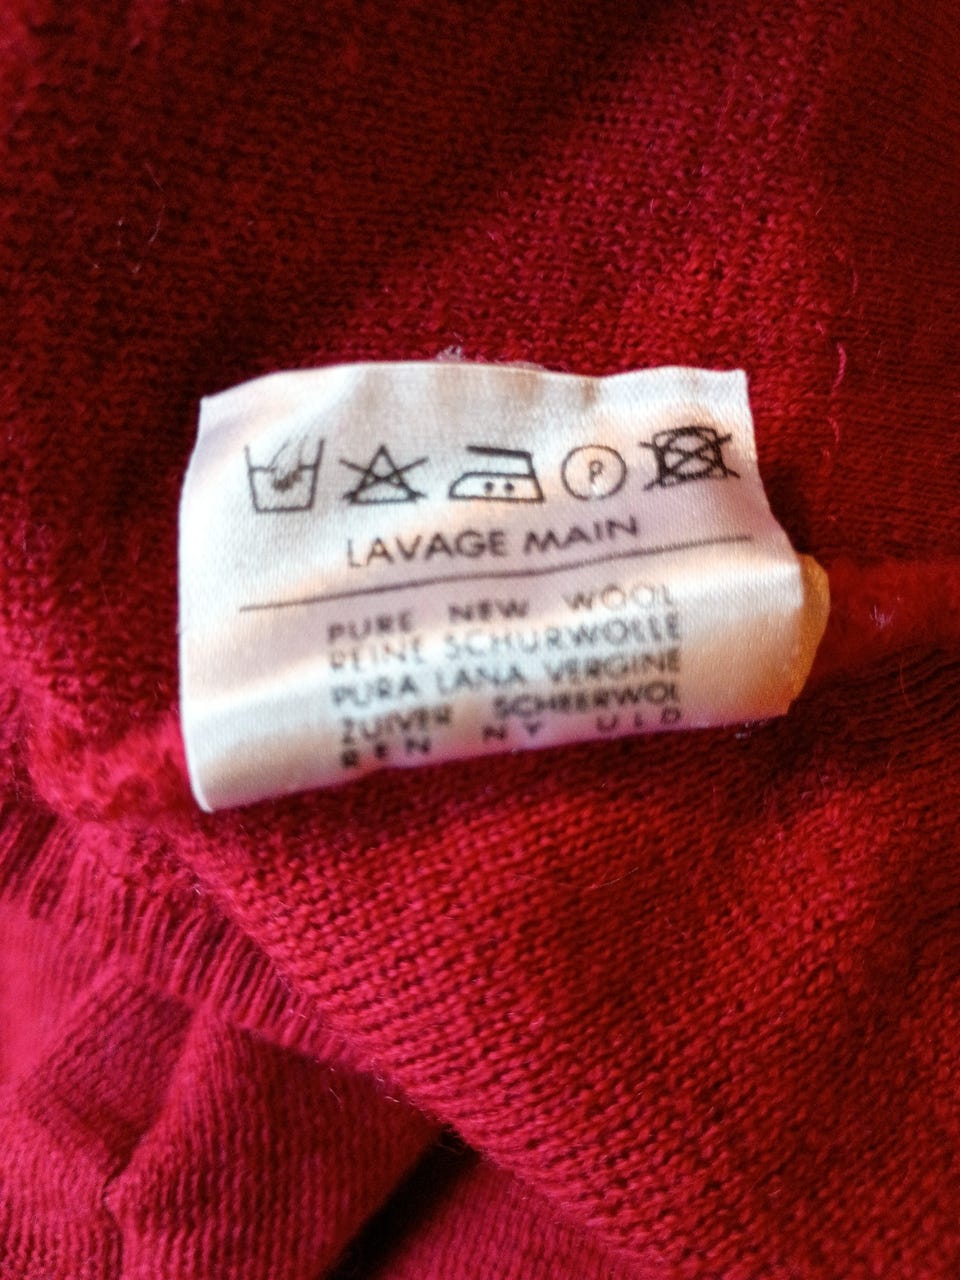 P
LAVAGE MAIN
PURE NEW WOOL
REINE SCHURWOLLE
PURA LANA VERGINE
ZUIVER SCHEERWOL
REN NY ULD